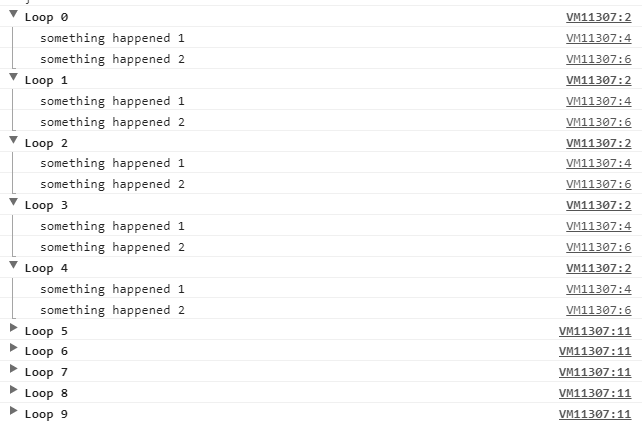 Loop 0 VM11307:2
something happened 1 VM11307:4
something happened 2 VM11307:6
Loop 1 VM11307:2
something happened 1 VM11307:4
something happened 2 VM11307:6
Loop 2 VM11307:2
something happened 1 VM11307:4
something happened 2 VM11307:6
Loop 3 VM11307:2
something happened 1 VM11307:4
something happened 2 VM11307:6
Loop 4 VM11307:2
something happened 1 VM11307:4
something happened 2 VM11307:6
Loop 5 VM11307:11
Loop 6 VM11307:11
Loop 7 VM11307:11
Loop 8 VM11307:11
Loop 9 VM11307:11